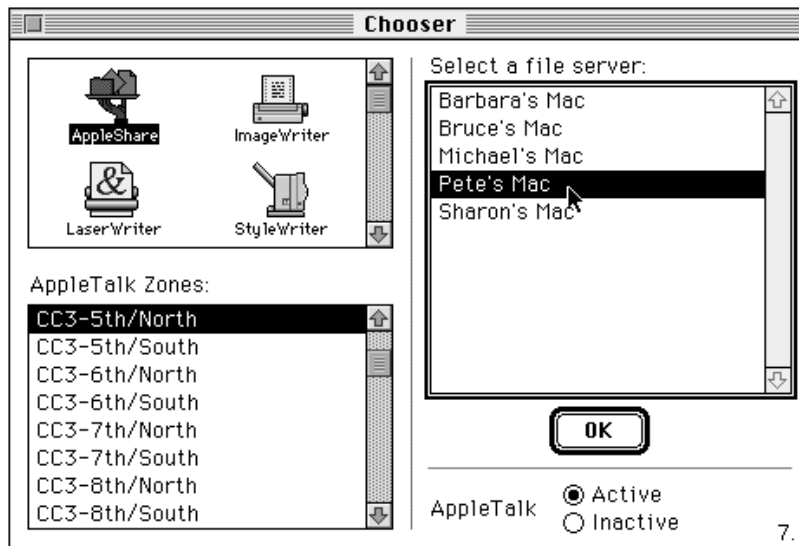 Chooser
AppleShare
ImageWriter
LaserWriter
StyleWriter
AppleTalk Zones:
CC3-5th/North
CC3-5th/South
CC3-6th/North
CC3-6th/South
CC3-7th/North
CC3-7th/South
CC3-8th/North
CC3-8th/South
Select a file server:
Barbara's Mac
Bruce's Mac
Michael's Mac
Pete's Mac
Sharon's Mac
OK
AppleTalk
Active
Inactive
7.